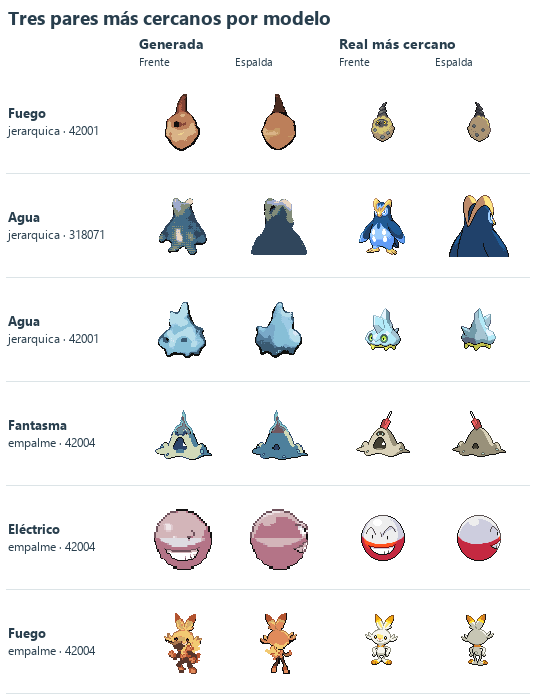 Tres pares más cercanos por modelo
Generada
Real más cercano
Frente
Espalda
Frente
Espalda
Fuego
jerarquica · 42001
Agua
jerarquica · 318071
Agua
jerarquica · 42001
Fantasma
empalme · 42004
Eléctrico
empalme · 42004
Fuego
empalme · 42004